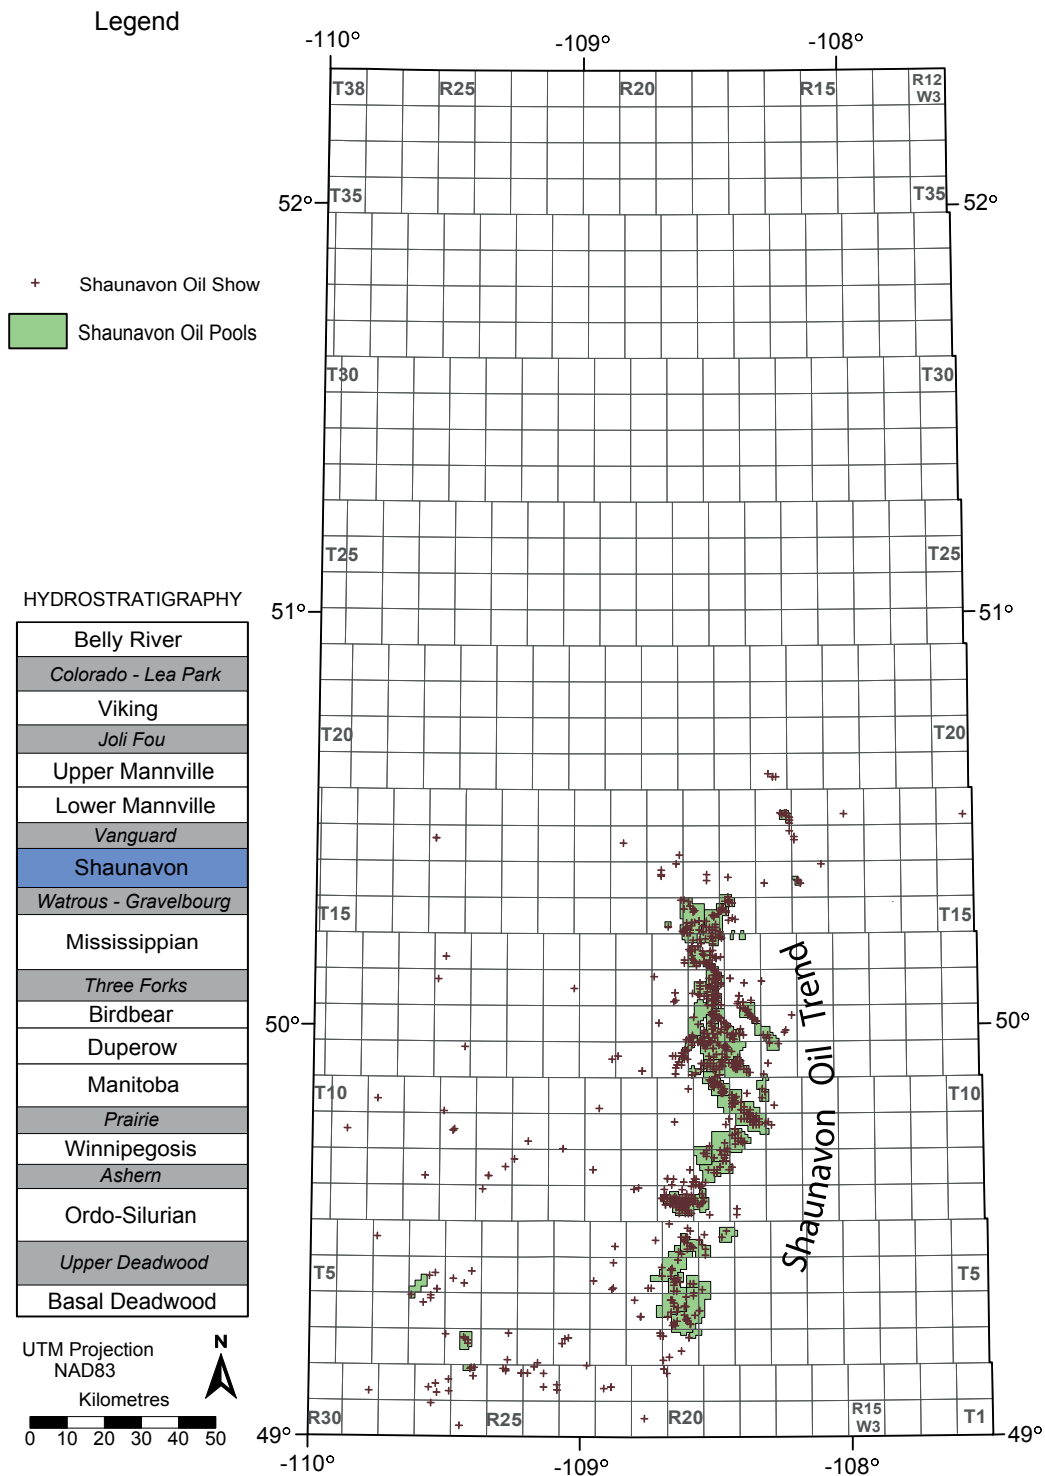 Legend
-110°
-109°
-108°
T38
R25
R20
R15
R12
W3
T35
T35
52°
52°
Shaunavon Oil Show
Shaunavon Oil Pools
T30
T30
T25
T25
51°
51°
HYDROSTRATIGRAPHY
Belly River
Colorado - Lea Park
Viking
Joli Fou
Upper Mannville
Lower Mannville
Vanguard
Shaunavon
Watrous - Gravelbourg
Mississippian
Three Forks
Birdbear
Duperow
Manitoba
Prairie
Winnipegosis
Ashern
Ordo-Silurian
Upper Deadwood
Basal Deadwood
T20
T20
T15
T15
50°
50°
Shaunavon Oil Trend
T10
T10
T5
T5
UTM Projection
NAD83
N
Kilometres
0 10 20 30 40 50
R30
R25
R20
R15
W3
T1
49°
49°
-110°
-109°
-108°